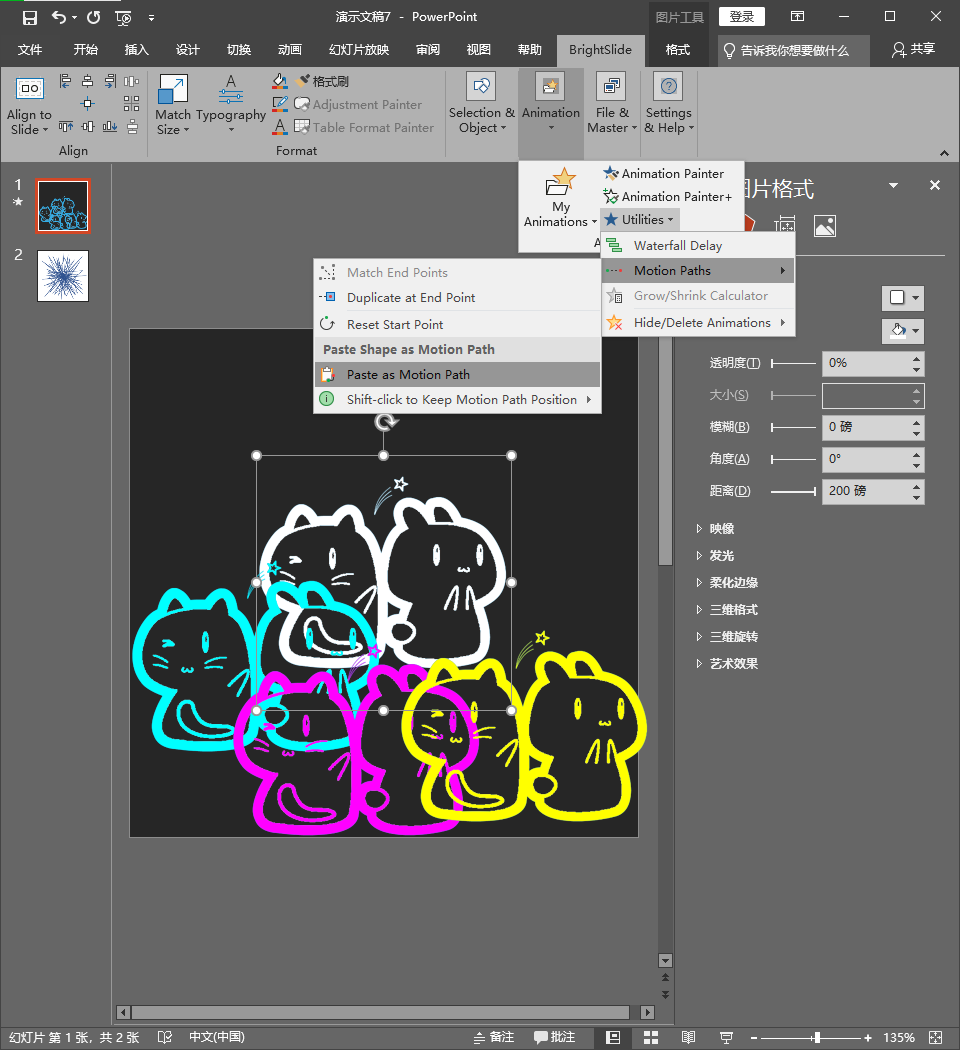 演示文稿7 - PowerPoint
图片工具
登录
文件 开始 插入 设计 切换 动画 幻灯片放映 审阅 视图 帮助 BrightSlide 格式 告诉我你想要做什么 共享
Align to Slide
Match Size
Typography
格式刷
Adjustment Painter
Table Format Painter
Selection & Object
Animation
File & Master
Settings & Help
Align
Format
1
2
My Animations
Animation Painter
Animation Painter+
Utilities
A
图片格式
Waterfall Delay
Motion Paths
Grow/Shrink Calculator
Hide/Delete Animations
Match End Points
Duplicate at End Point
Reset Start Point
Paste Shape as Motion Path
Paste as Motion Path
Shift-click to Keep Motion Path Position
透明度(T) 0%
大小(S)
模糊(B) 0 磅
角度(A) 0°
距离(D) 200 磅
映像
发光
柔化边缘
三维格式
三维旋转
艺术效果
幻灯片 第 1 张，共 2 张 中文(中国) 备注 批注 135%